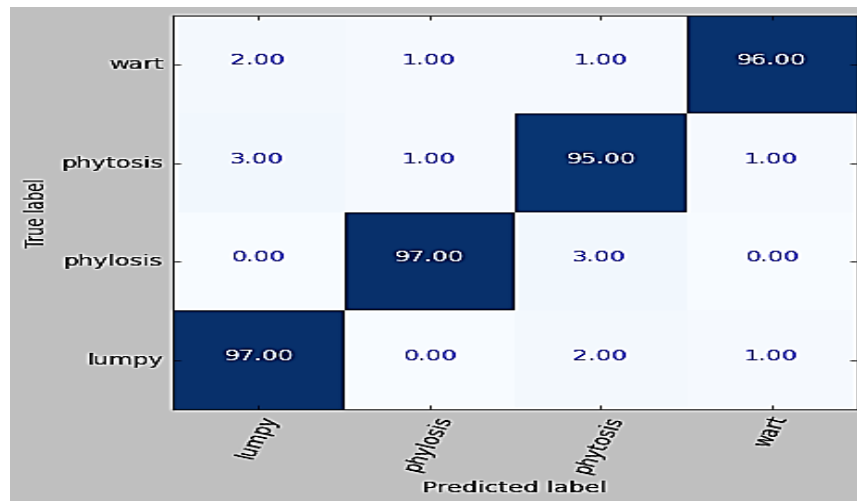 wart 2.00 1.00 1.00 96.00
phytosis 3.00 1.00 95.00 1.00
phylosis 0.00 97.00 3.00 0.00
lumpy 97.00 0.00 2.00 1.00
True label
lumpy phylosis phytosis wart
Predicted label